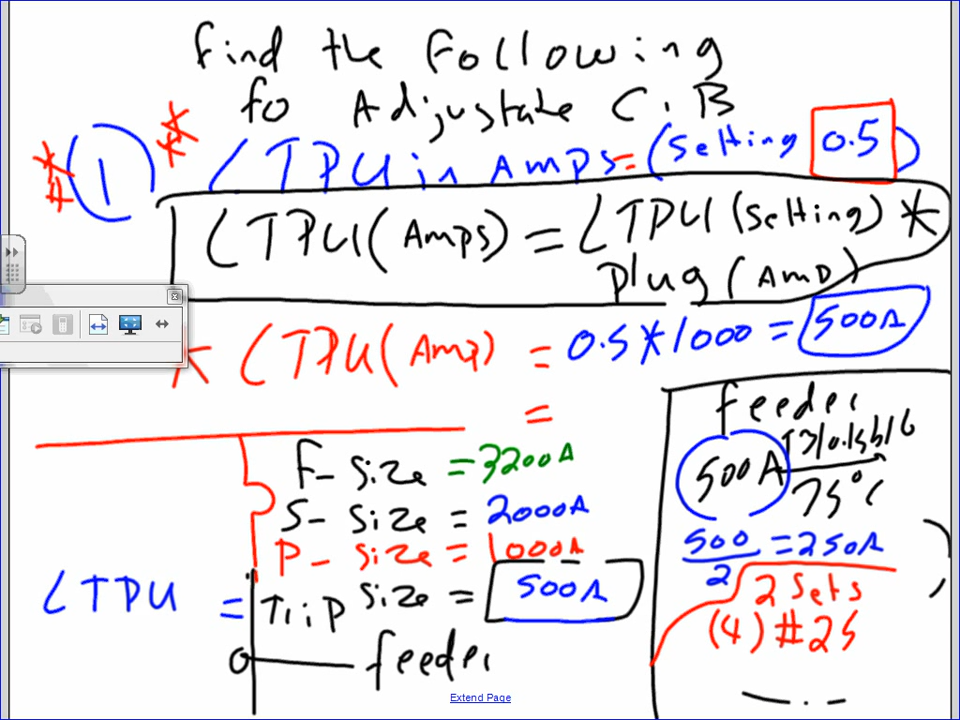 Find the Following
for Adjustate C.B
** 1 ** LTPU in Amps = (Setting 0.5)
LTPU (Amps) = LTPU (Setting) *
plug (Amp)
* LTPU (Amp) = 0.5 * 1000 = 500A
=
F- size = 3200A
S- size = 2000A
P- size = 1000A
LTPU = Trip size = 500A
feeder
feeder
500A
75°C
500/2 = 250A
2 Sets
(4) #25
Extend Page